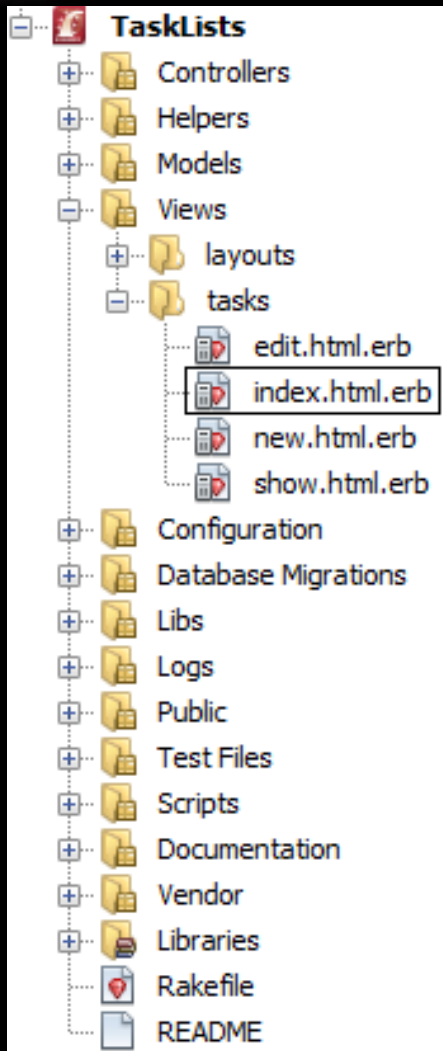 TaskLists
Controllers
Helpers
Models
Views
layouts
tasks
edit.html.erb
index.html.erb
new.html.erb
show.html.erb
Configuration
Database Migrations
Libs
Logs
Public
Test Files
Scripts
Documentation
Vendor
Libraries
Rakefile
README